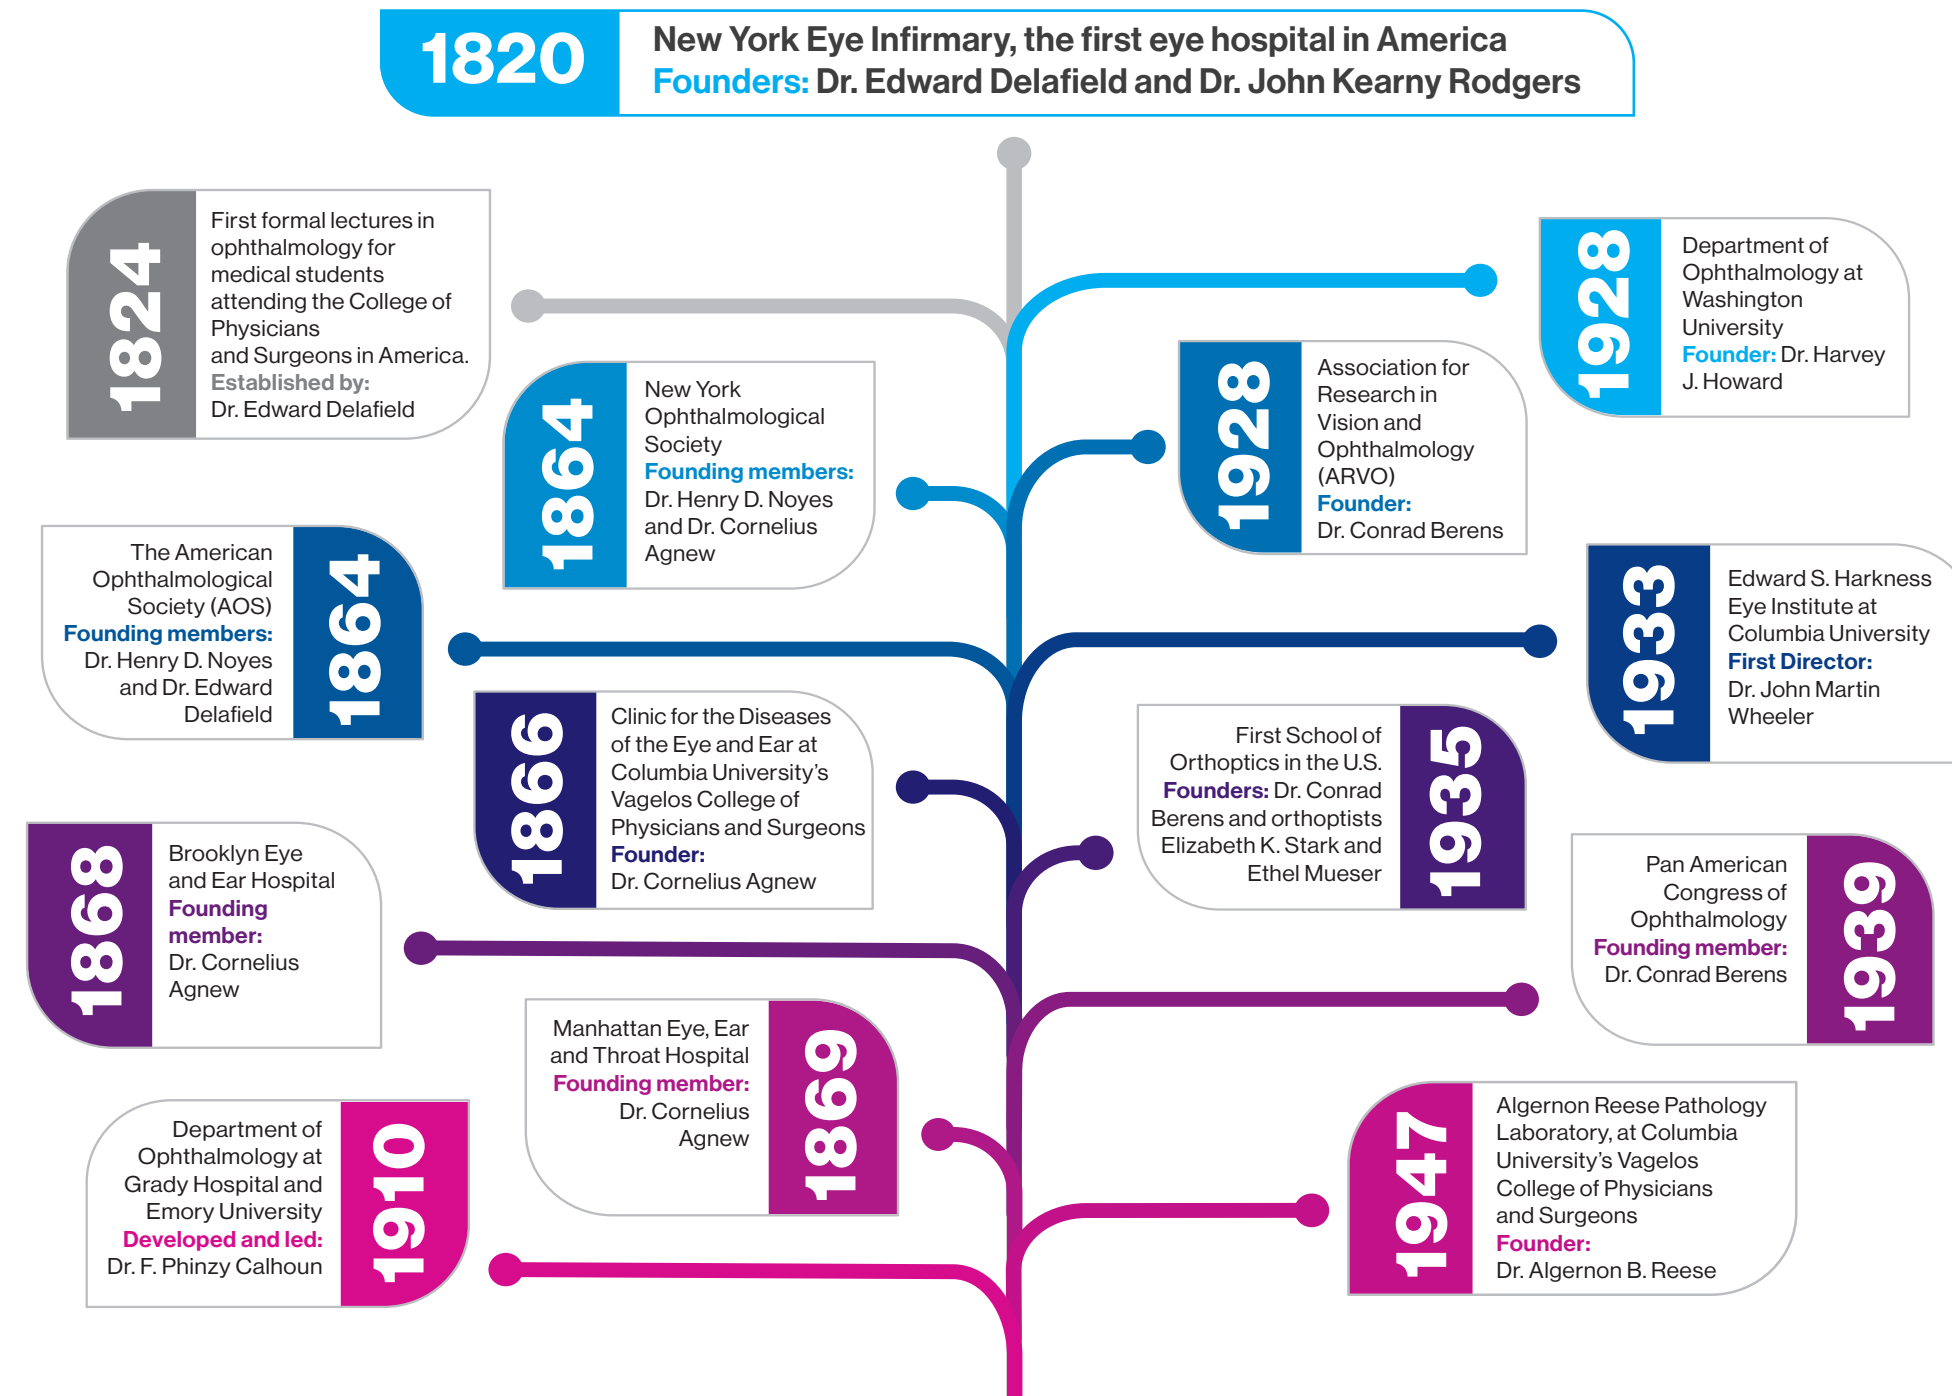 1820
New York Eye Infirmary, the first eye hospital in America
Founders: Dr. Edward Delafield and Dr. John Kearny Rodgers
1824
First formal lectures in
ophthalmology for
medical students
attending the College of
Physicians
and Surgeons in America.
Established by:
Dr. Edward Delafield
1864
New York
Ophthalmological
Society
Founding members:
Dr. Henry D. Noyes
and Dr. Cornelius
Agnew
The American
Ophthalmological
Society (AOS)
Founding members:
Dr. Henry D. Noyes
and Dr. Edward
Delafield
1864
1866
Clinic for the Diseases
of the Eye and Ear at
Columbia University's
Vagelos College of
Physicians and Surgeons
Founder:
Dr. Cornelius Agnew
1868
Brooklyn Eye
and Ear Hospital
Founding
member:
Dr. Cornelius
Agnew
Manhattan Eye, Ear
and Throat Hospital
Founding member:
Dr. Cornelius
Agnew
1869
Department of
Ophthalmology at
Grady Hospital and
Emory University
Developed and led:
Dr. F. Phinzy Calhoun
1910
1928
Department of
Ophthalmology at
Washington
University
Founder: Dr. Harvey
J. Howard
1928
Association for
Research in
Vision and
Ophthalmology
(ARVO)
Founder:
Dr. Conrad Berens
1933
Edward S. Harkness
Eye Institute at
Columbia University
First Director:
Dr. John Martin
Wheeler
First School of
Orthoptics in the U.S.
Founders: Dr. Conrad
Berens and orthoptists
Elizabeth K. Stark and
Ethel Mueser
1935
Pan American
Congress of
Ophthalmology
Founding member:
Dr. Conrad Berens
1939
1947
Algernon Reese Pathology
Laboratory, at Columbia
University's Vagelos
College of Physicians
and Surgeons
Founder:
Dr. Algernon B. Reese